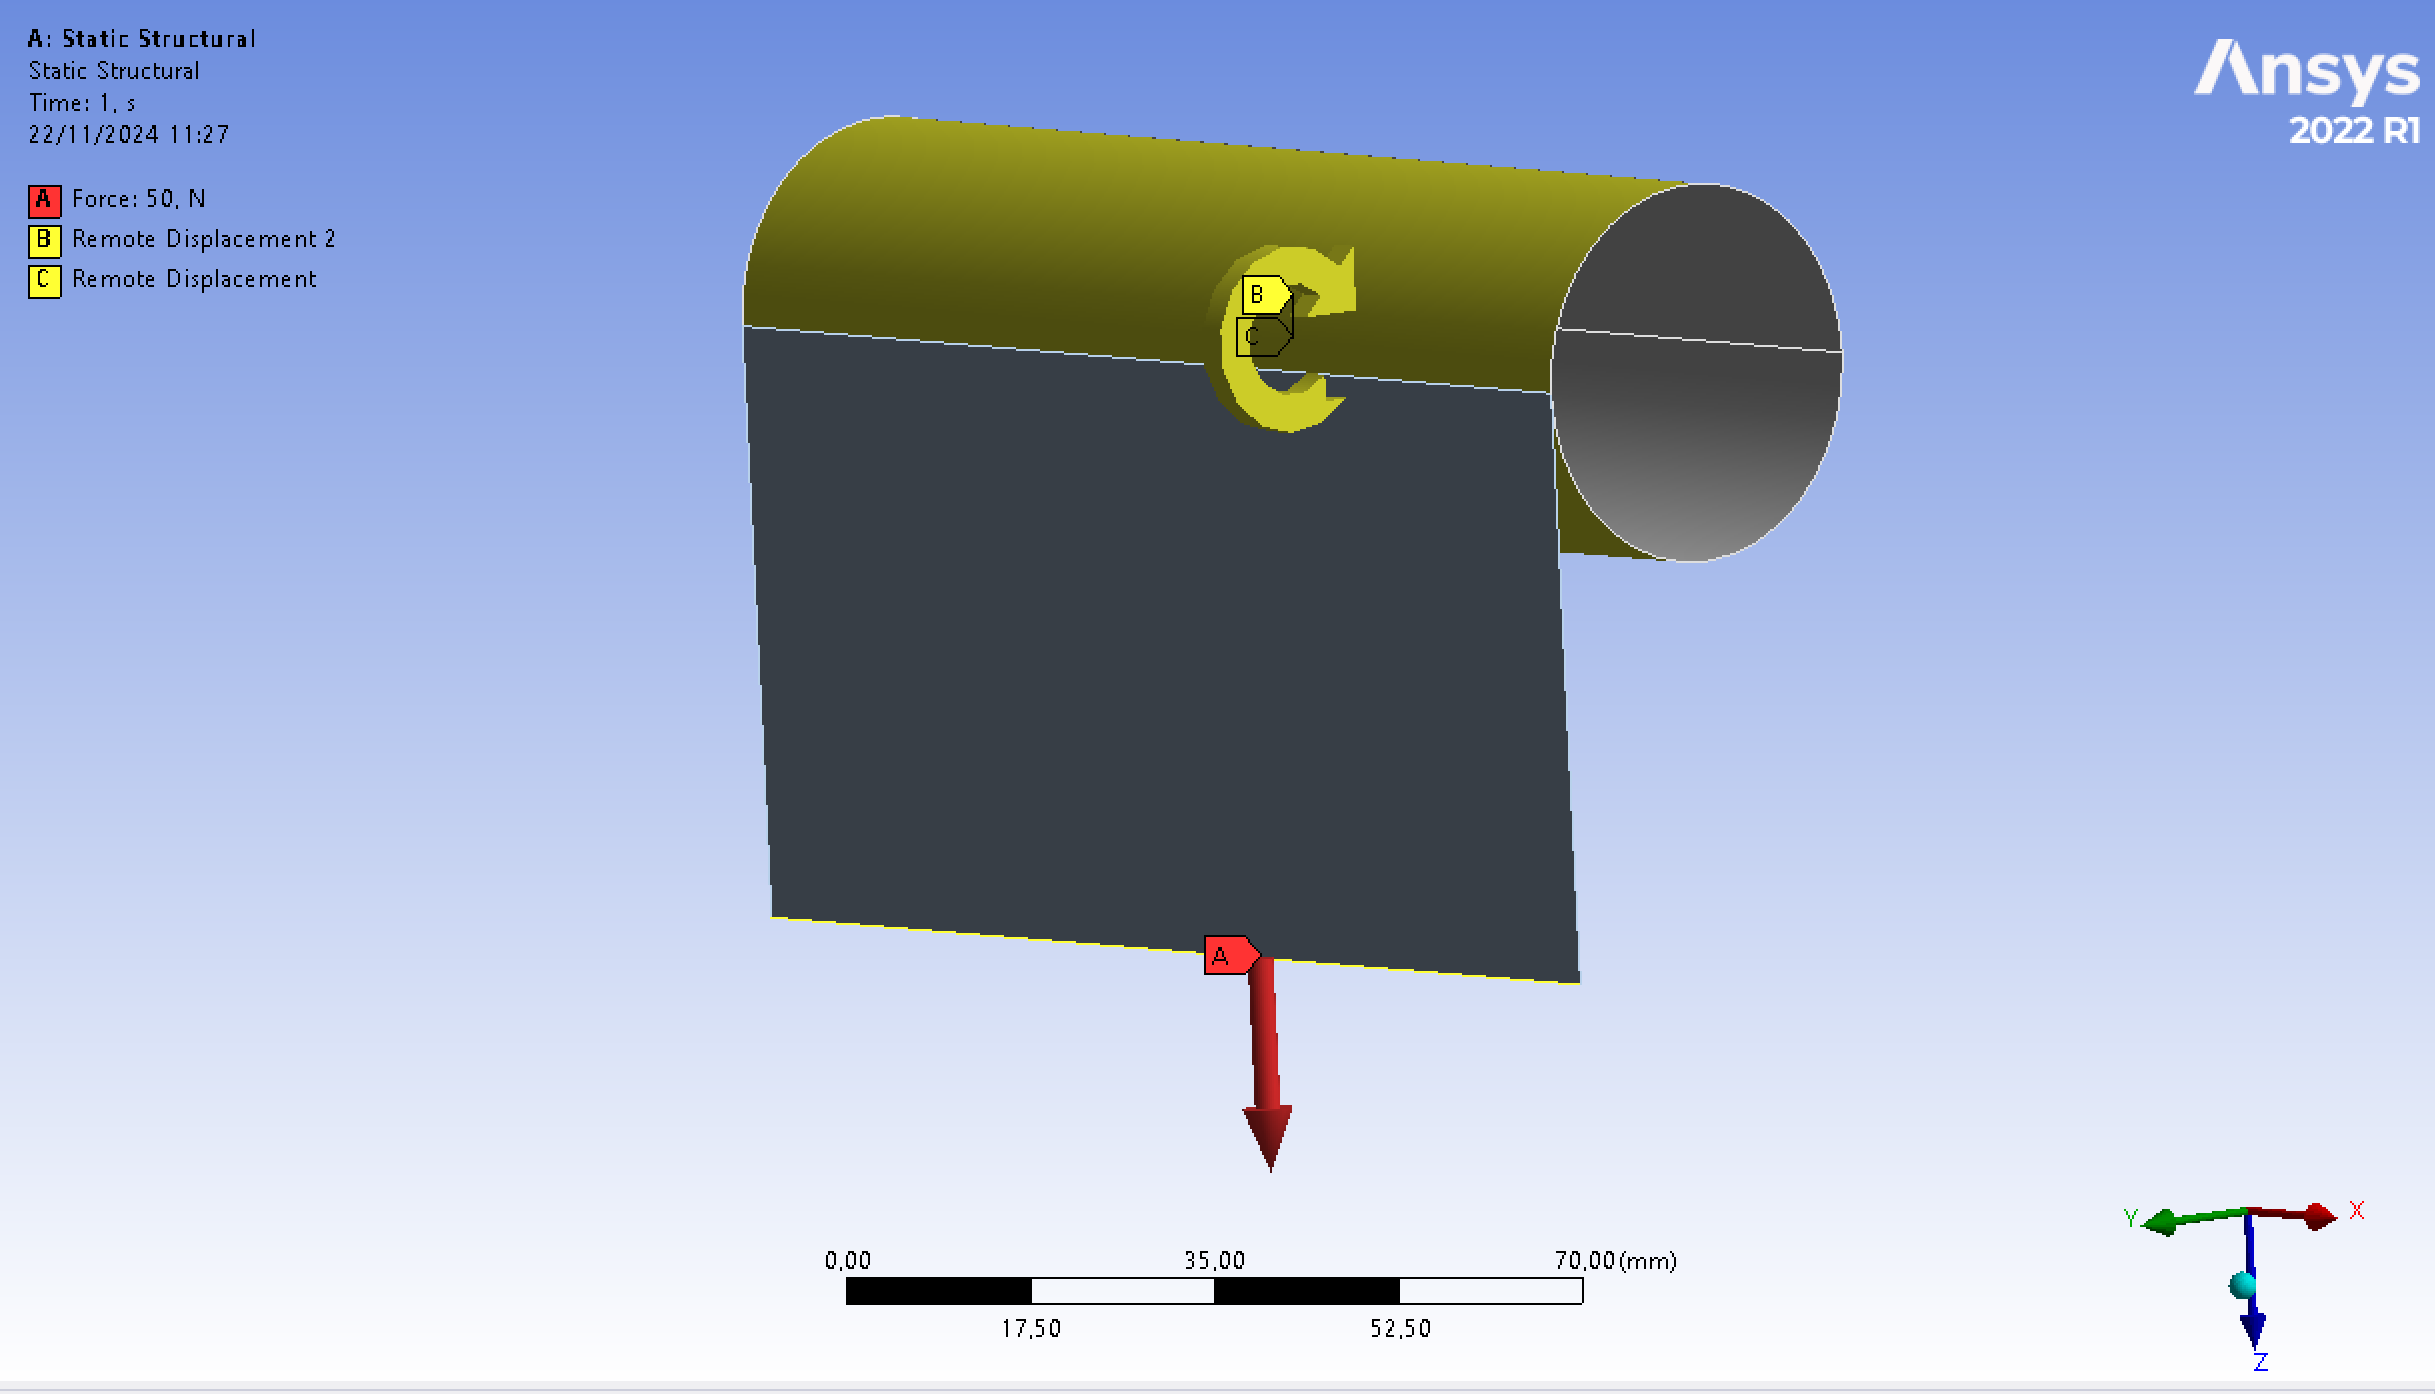 A: Static Structural
Static Structural
Time: 1, s
22/11/2024 11:27
A Force: 50, N
B Remote Displacement 2
C Remote Displacement
Ansys
2022 R1
B
C
A
0,00 35,00 70,00(mm)
17,50 52,50
Y X
Z